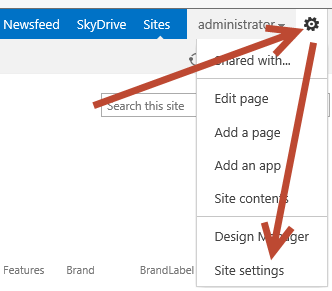 Newsfeed SkyDrive Sites administrator
Shared with...
Edit page
Search this site
Add a page
Add an app
Site contents
Design Manager
Features Brand BrandLabel Site settings